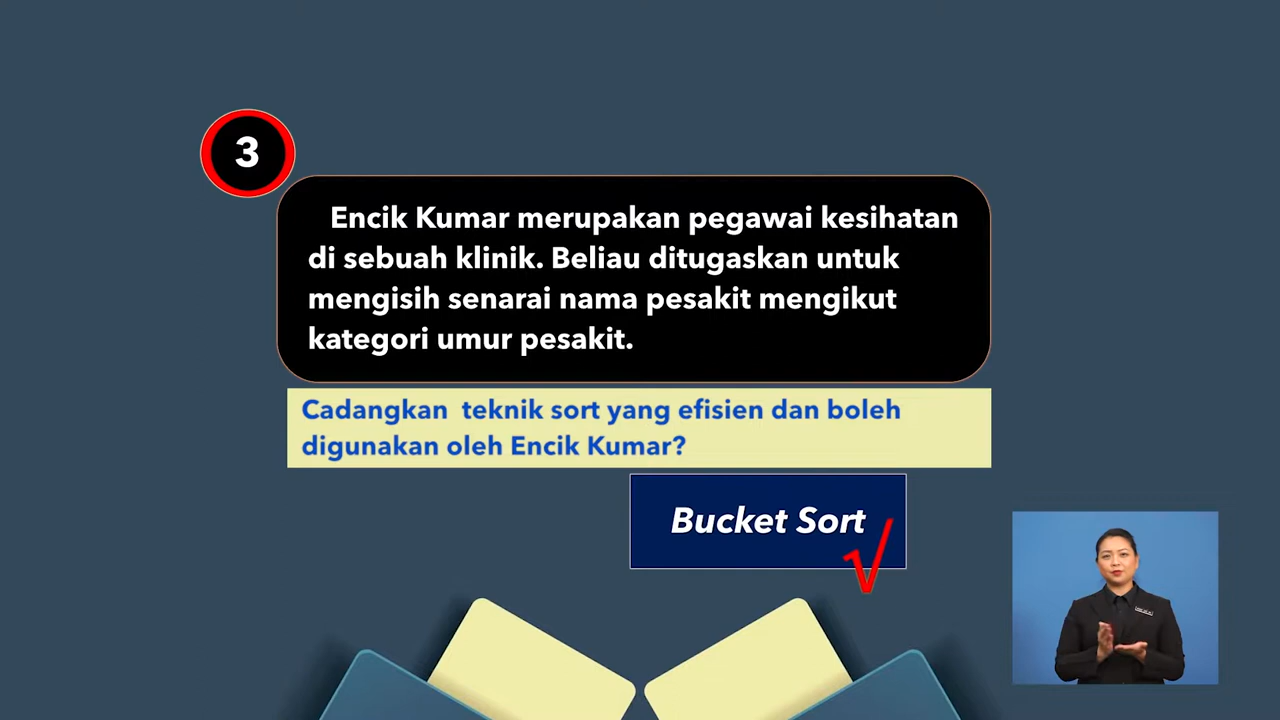 3
Encik Kumar merupakan pegawai kesihatan
di sebuah klinik. Beliau ditugaskan untuk
mengisih senarai nama pesakit mengikut
kategori umur pesakit.
Cadangkan teknik sort yang efisien dan boleh
digunakan oleh Encik Kumar?
Bucket Sort